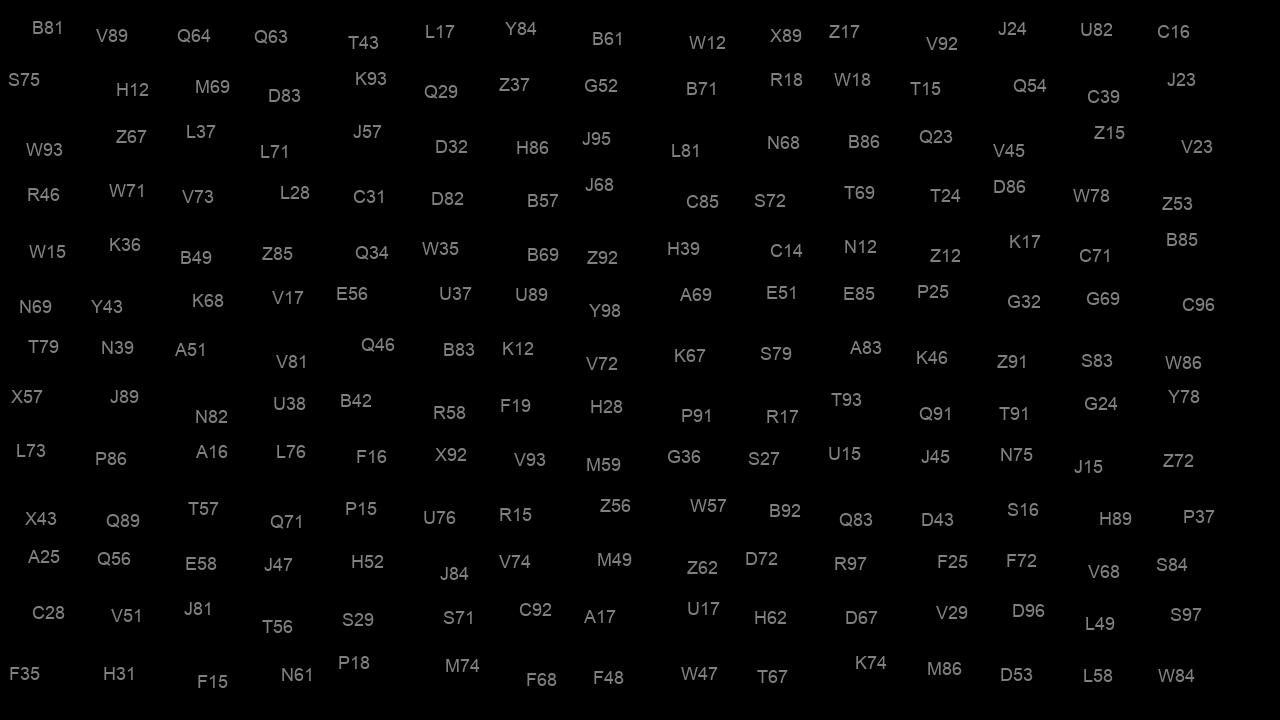 B81 V89 Q64 Q63 T43 L17 Y84 B61 W12 X89 Z17 V92 J24 U82 C16
S75 H12 M69 D83 K93 Q29 Z37 G52 B71 R18 W18 T15 Q54 C39 J23
W93 Z67 L37 L71 J57 D32 H86 J95 L81 N68 B86 Q23 V45 Z15 V23
R46 W71 V73 L28 C31 D82 B57 J68 C85 S72 T69 T24 D86 W78 Z53
W15 K36 B49 Z85 Q34 W35 B69 Z92 H39 C14 N12 Z12 K17 C71 B85
N69 Y43 K68 V17 E56 U37 U89 Y98 A69 E51 E85 P25 G32 G69 C96
T79 N39 A51 V81 Q46 B83 K12 V72 K67 S79 A83 K46 Z91 S83 W86
X57 J89 N82 U38 B42 R58 F19 H28 P91 R17 T93 Q91 T91 G24 Y78
L73 P86 A16 L76 F16 X92 V93 M59 G36 S27 U15 J45 N75 J15 Z72
X43 Q89 T57 Q71 P15 U76 R15 Z56 W57 B92 Q83 D43 S16 H89 P37
A25 Q56 E58 J47 H52 J84 V74 M49 Z62 D72 R97 F25 F72 V68 S84
C28 V51 J81 T56 S29 S71 C92 A17 U17 H62 D67 V29 D96 L49 S97
F35 H31 F15 N61 P18 M74 F68 F48 W47 T67 K74 M86 D53 L58 W84